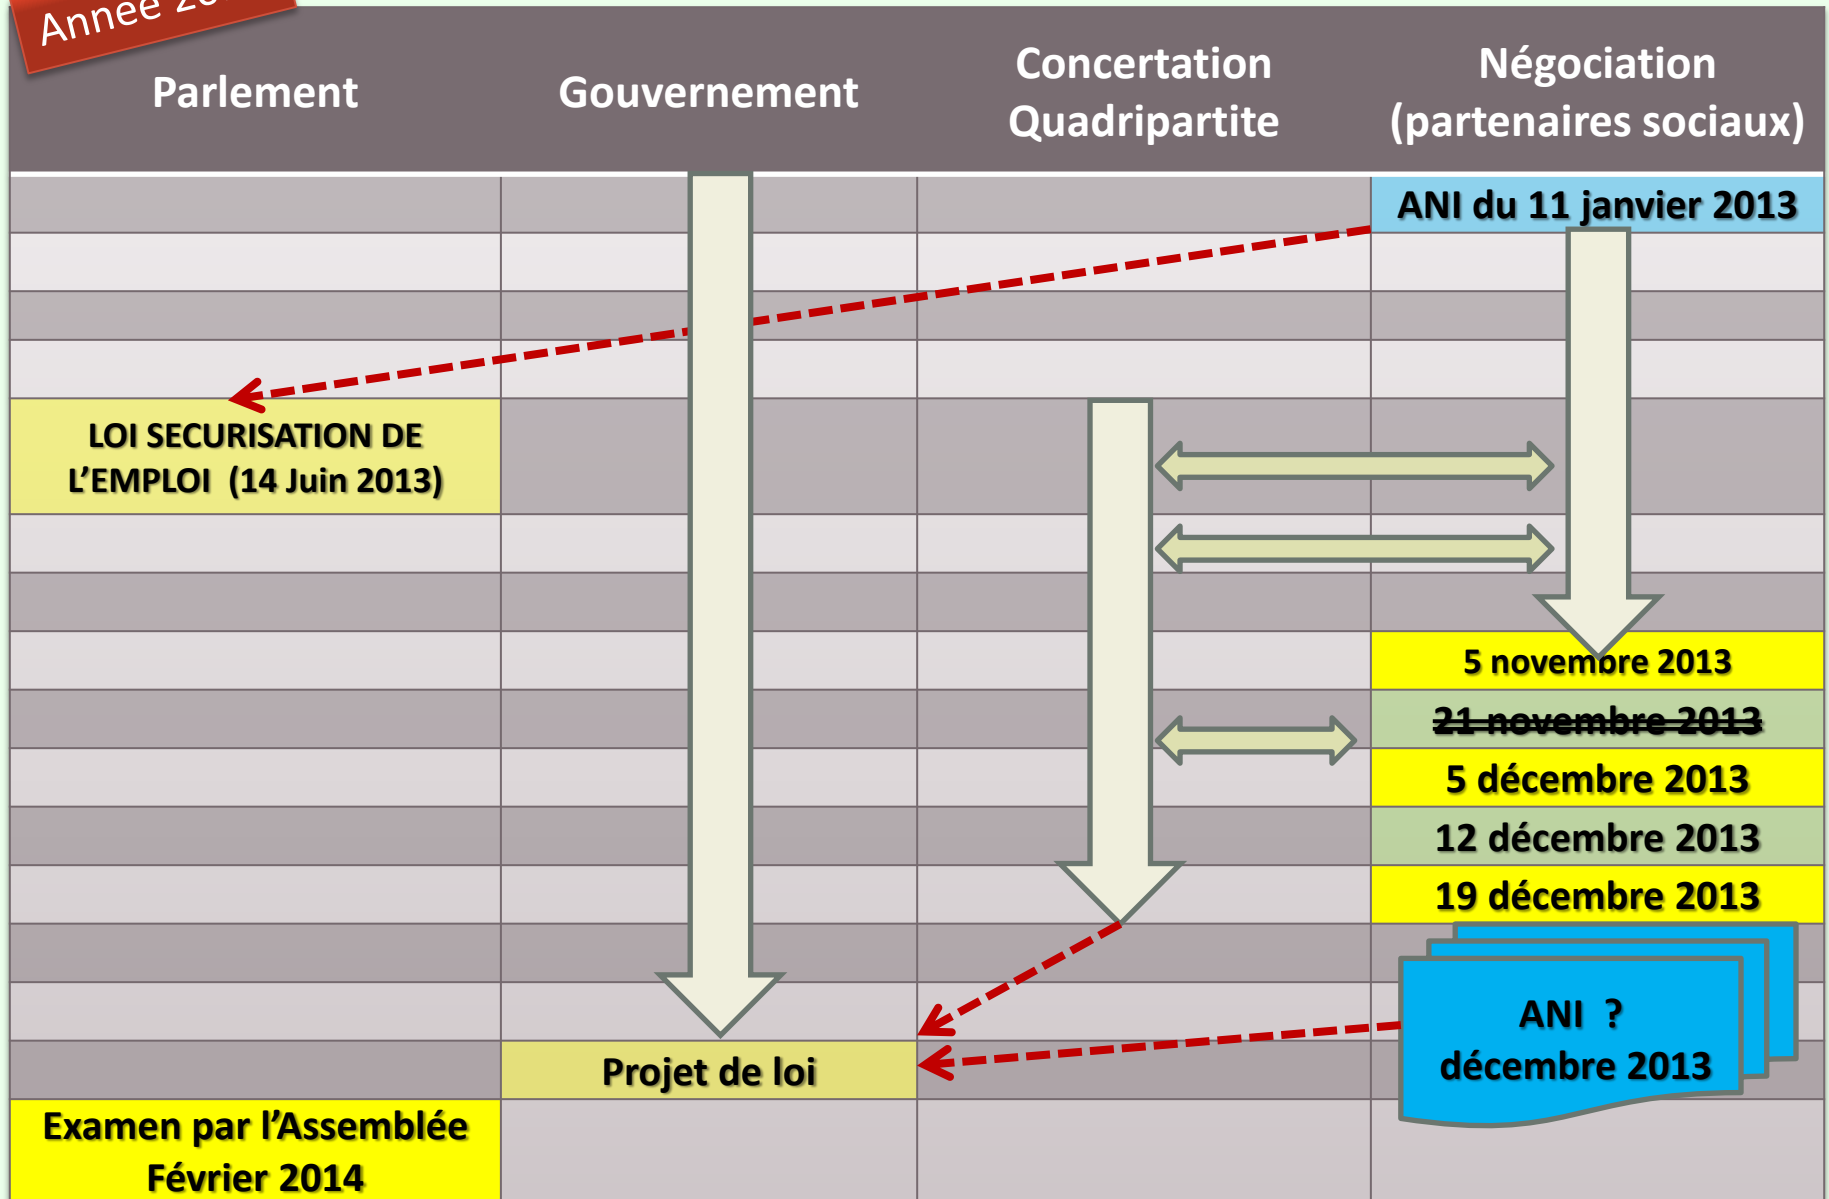 Année
Parlement
Gouvernement
Concertation
Quadripartite
Négociation
(partenaires sociaux)
ANI du 11 janvier 2013
LOI SECURISATION DE
L’EMPLOI (14 Juin 2013)
5 novembre 2013
21 novembre 2013
5 décembre 2013
12 décembre 2013
19 décembre 2013
ANI ?
décembre 2013
Projet de loi
Examen par l’Assemblée
Février 2014